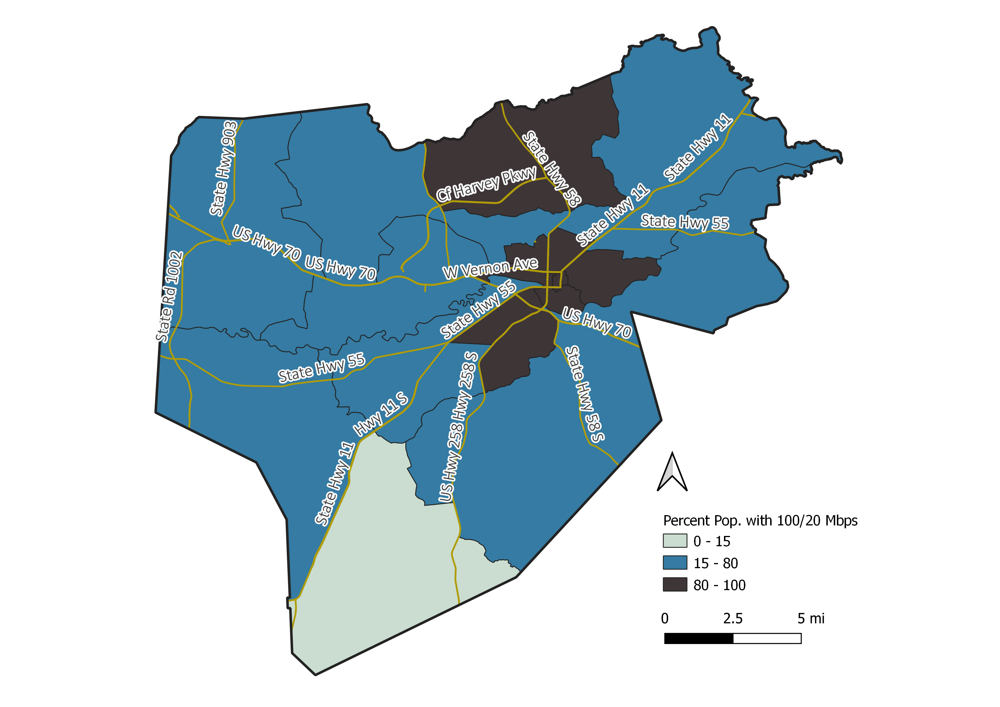 State Hwy 903
State Hwy 58
Cf Harvey Pkwy
State Hwy 11
State Hwy 11
State Hwy 55
US Hwy 70
US Hwy 70
W Vernon Ave
State Rd 1002
State Hwy 55
US Hwy 70
State Hwy 55
State Hwy 58 S
US Hwy 258 Hwy 258 S
Hwy 11 S
State Hwy 11
Percent Pop. with 100/20 Mbps
0 - 15
15 - 80
80 - 100
0 2.5 5 mi